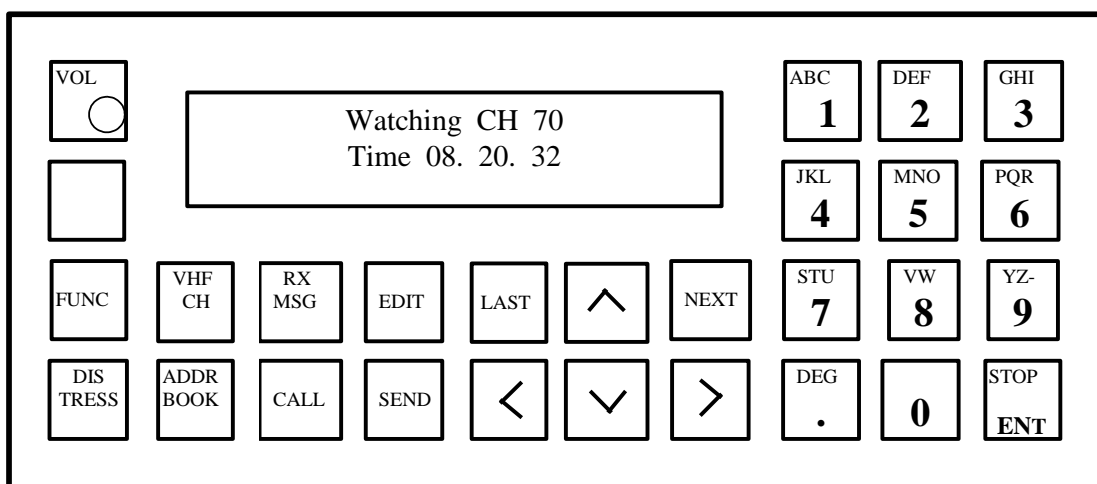 VOL
Watching CH 70
Time 08. 20. 32
ABC
1
DEF
2
GHI
3
JKL
4
MNO
5
PQR
6
FUNC
VHF
CH
RX
MSG
EDIT
LAST
NEXT
STU
7
VW
8
YZ-
9
DIS
TRESS
ADDR
BOOK
CALL
SEND
DEG
.
0
STOP
ENT